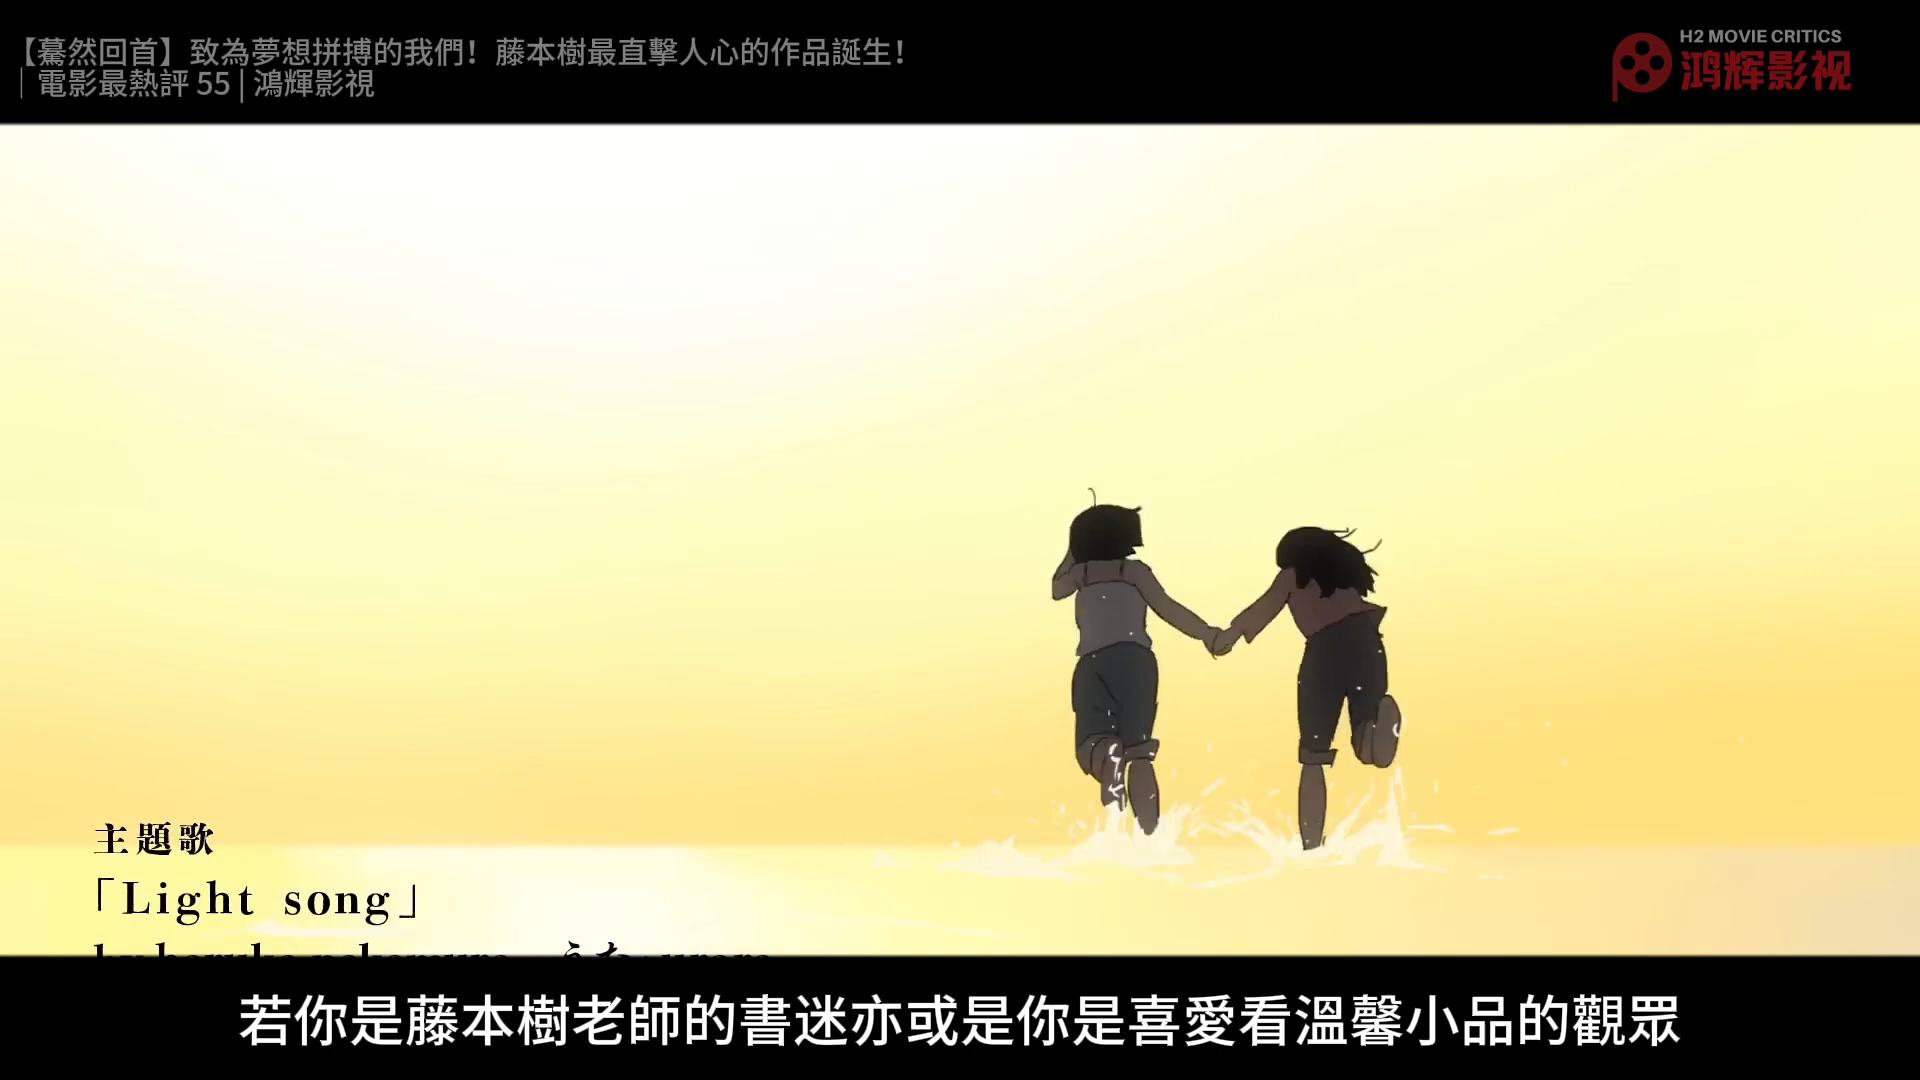 【驀然回首】致為夢想拼搏的我們！藤本樹最直擊人心的作品誕生！
｜電影最熱評 55 | 鴻輝影視
H2 MOVIE CRITICS
鸿辉影视
主題歌
「Light song」
若你是藤本樹老師的書迷亦或是你是喜愛看溫馨小品的觀眾